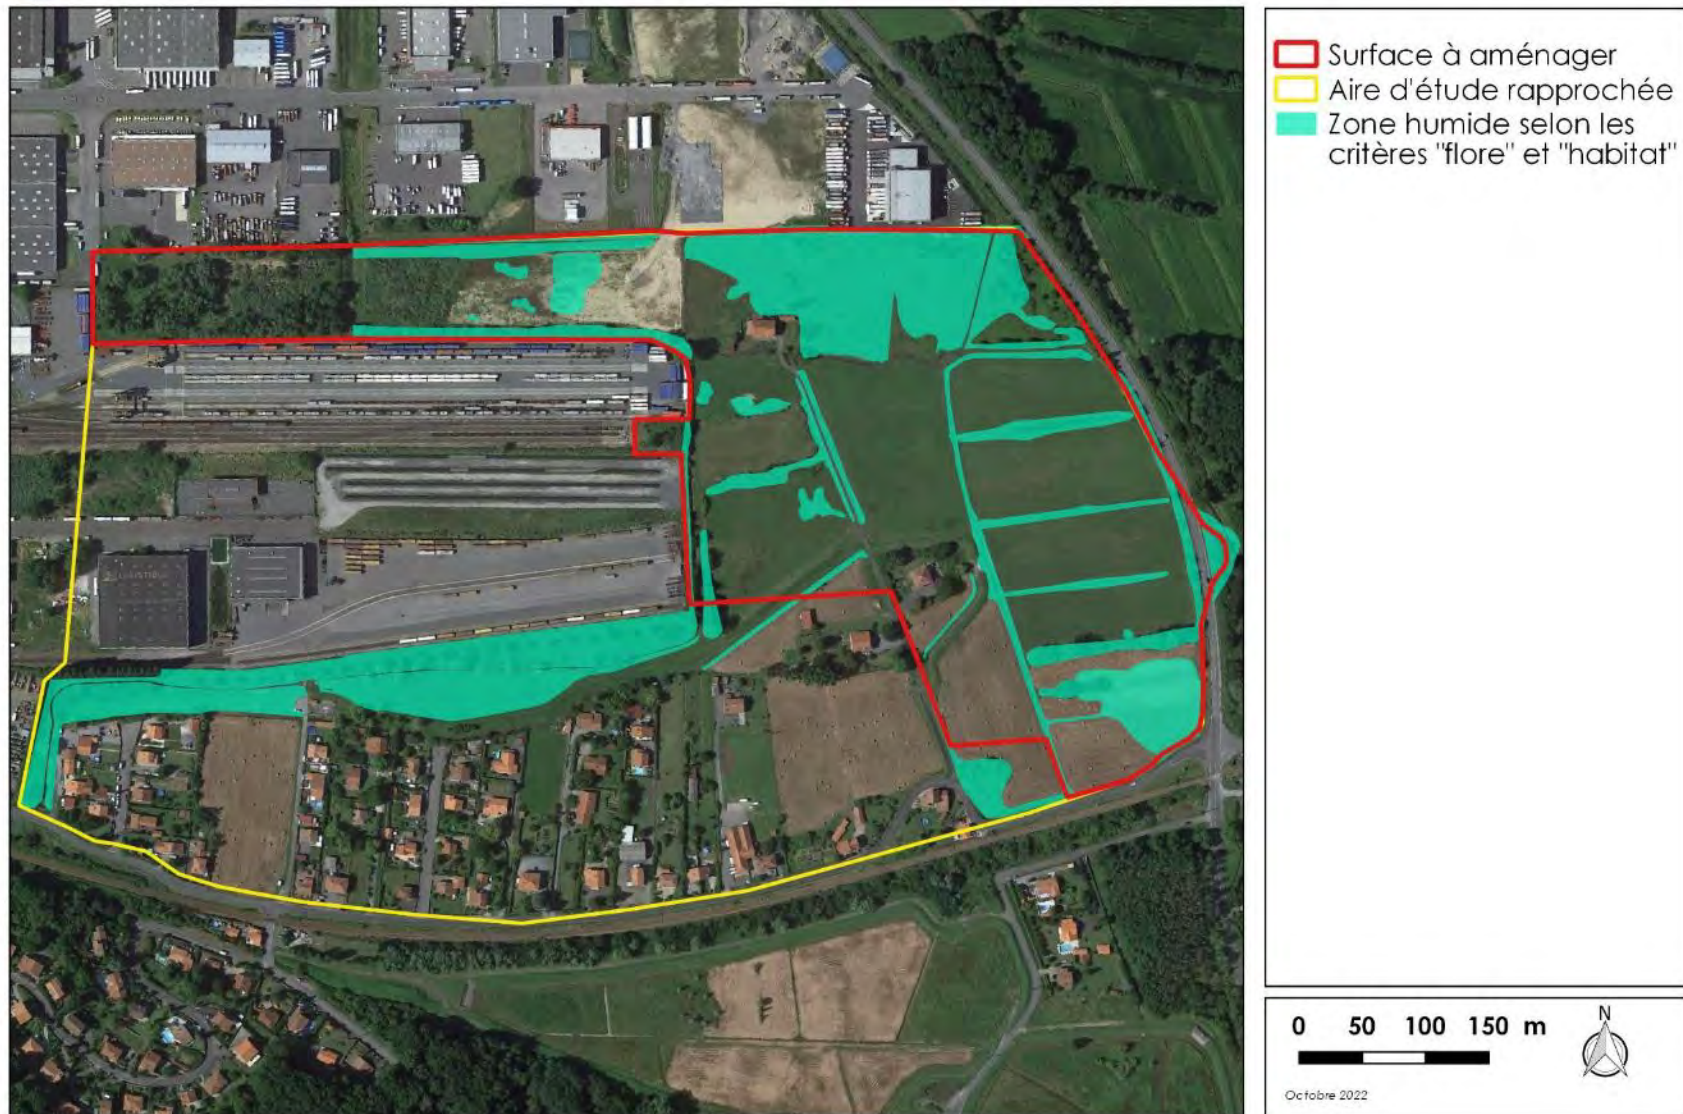 Surface à aménager
Aire d'étude rapprochée
Zone humide selon les
critères "flore" et "habitat"
0 50 100 150 m
N
Octobre 2022